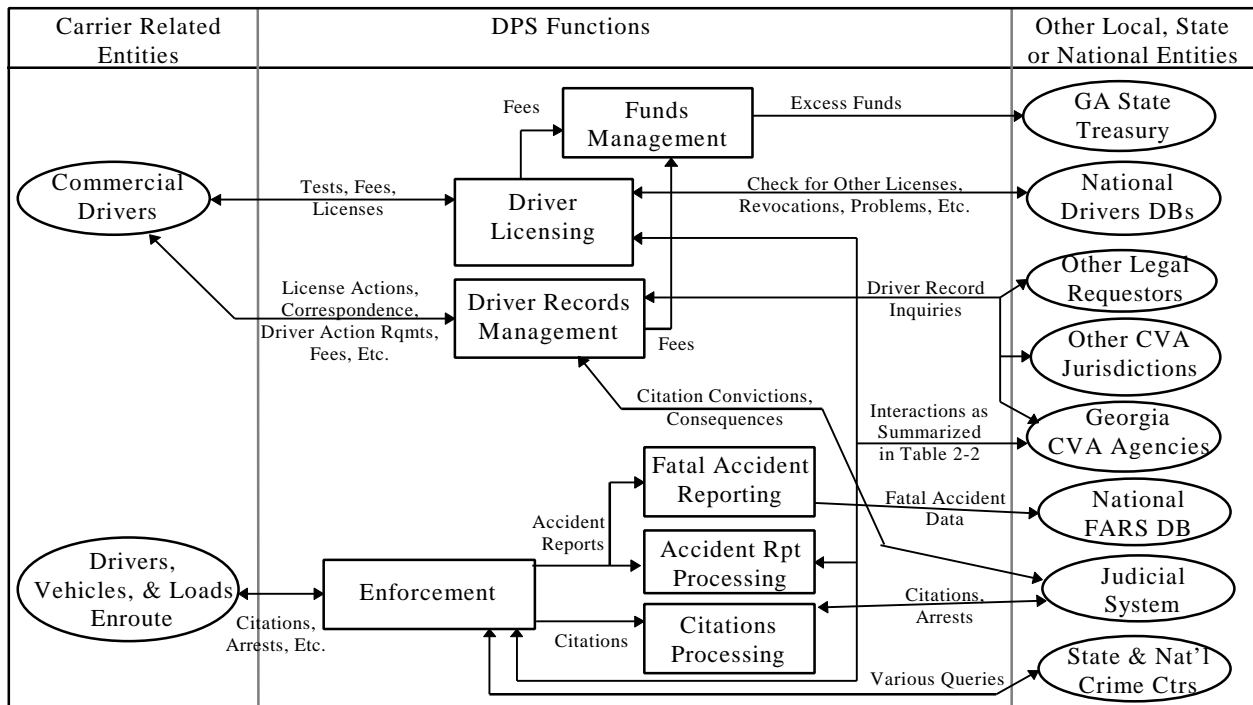 Carrier Related
Entities
DPS Functions
Other Local, State
or National Entities
Fees
Funds
Management
Excess Funds
GA State
Treasury
Commercial
Drivers
Tests, Fees,
Licenses
Driver
Licensing
Check for Other Licenses,
Revocations, Problems, Etc.
National
Drivers DBs
License Actions,
Correspondence,
Driver Action Rqmts,
Fees, Etc.
Driver Records
Management
Fees
Driver Record
Inquiries
Other Legal
Requestors
Other CVA
Jurisdictions
Citation Convictions,
Consequences
Interactions as
Summarized
in Table 2-2
Georgia
CVA Agencies
Fatal Accident
Reporting
Fatal Accident
Data
National
FARS DB
Accident
Reports
Accident Rpt
Processing
Drivers,
Vehicles, & Loads
Enroute
Enforcement
Citations,
Arrests, Etc.
Citations
Citations
Processing
Citations,
Arrests
Judicial
System
Various Queries
State & Nat’l
Crime Ctrs